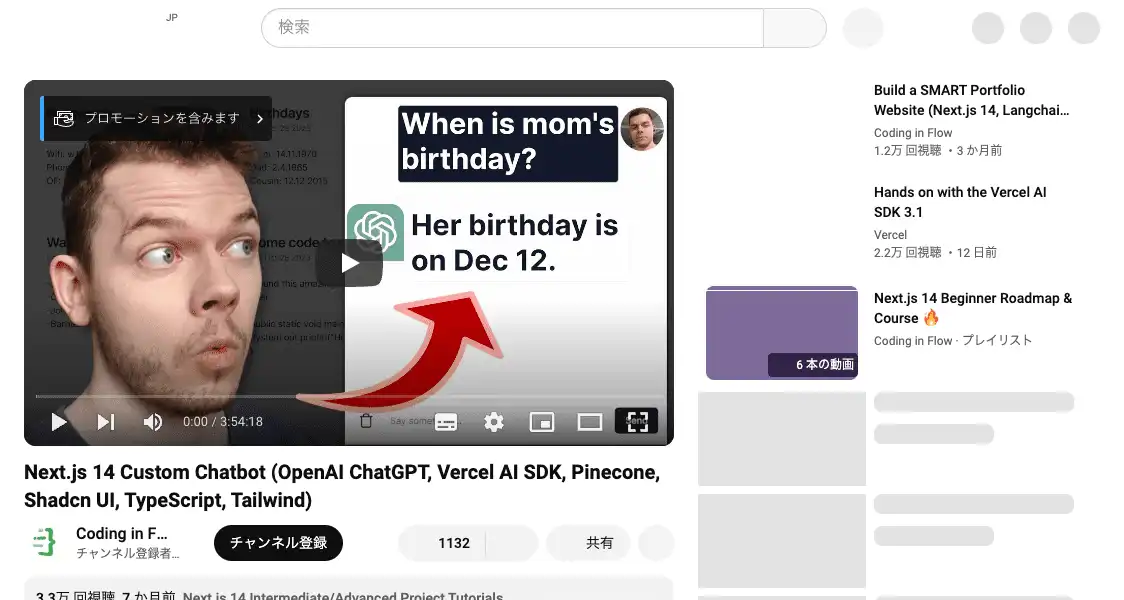 JP
検索
プロモーションを含みます
When is mom's
birthday?
Her birthday is
on Dec 12.
0:00 / 3:54:18
Send
Next.js 14 Custom Chatbot (OpenAI ChatGPT, Vercel AI SDK, Pinecone,
Shadcn UI, TypeScript, Tailwind)
Coding in F...
チャンネル登録者...
チャンネル登録
1132
共有
3.3万 回視聴 7 か月前 Next.js 14 Intermediate/Advanced Project Tutorials
Build a SMART Portfolio
Website (Next.js 14, Langchai...
Coding in Flow
1.2万 回視聴 ・3 か月前
Hands on with the Vercel AI
SDK 3.1
Vercel
2.2万 回視聴 ・12 日前
6 本の動画
Next.js 14 Beginner Roadmap &
Course 🔥
Coding in Flow · プレイリスト